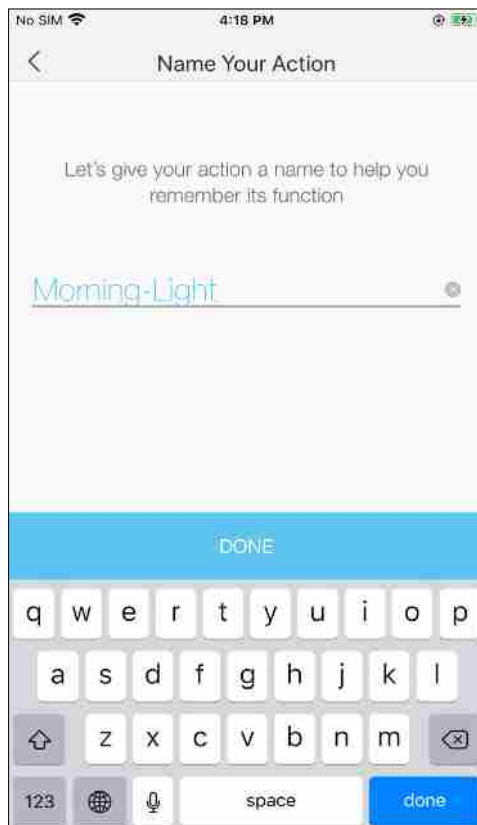 No SIM 4:18 PM
Name Your Action
Let's give your action a name to help you
remember its function
Morning-Light
DONE
q w e r t y u i o p
a s d f g h j k l
z x c v b n m
123 space done